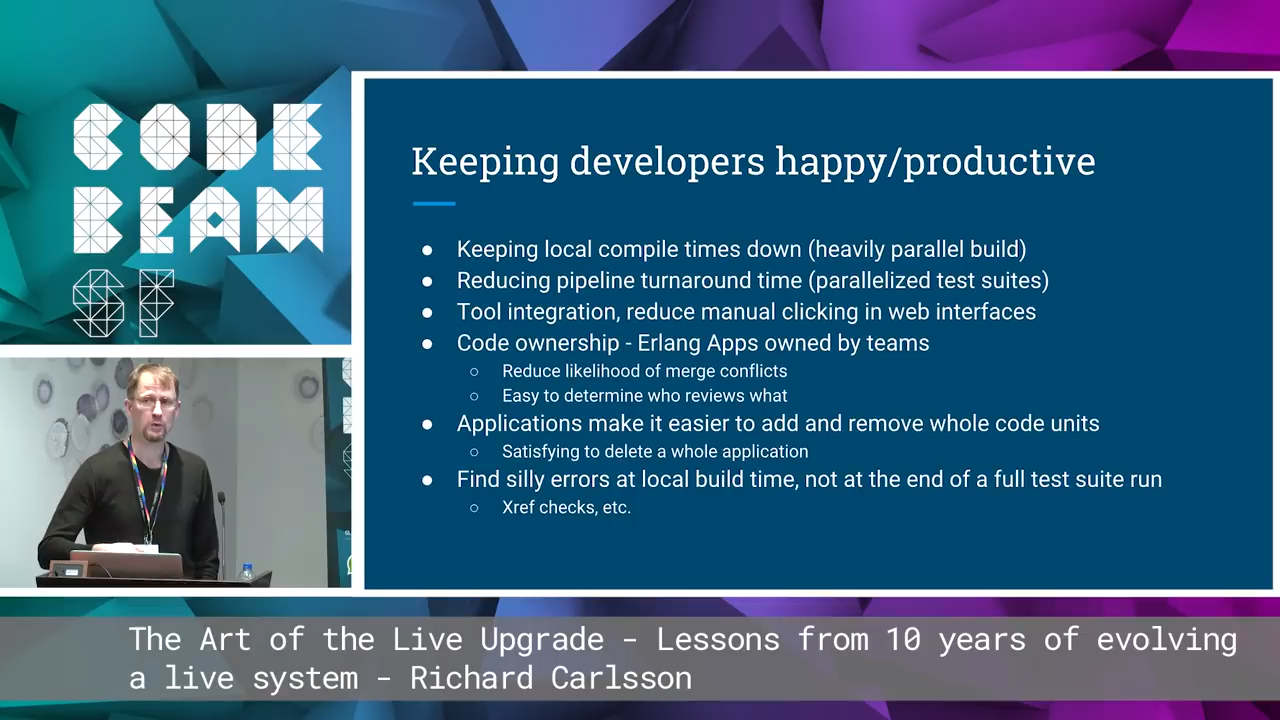 CODE
BEAM
SF
Keeping developers happy/productive
● Keeping local compile times down (heavily parallel build)
● Reducing pipeline turnaround time (parallelized test suites)
● Tool integration, reduce manual clicking in web interfaces
● Code ownership - Erlang Apps owned by teams
○ Reduce likelihood of merge conflicts
○ Easy to determine who reviews what
● Applications make it easier to add and remove whole code units
○ Satisfying to delete a whole application
● Find silly errors at local build time, not at the end of a full test suite run
○ Xref checks, etc.
The Art of the Live Upgrade - Lessons from 10 years of evolving
a live system - Richard Carlsson